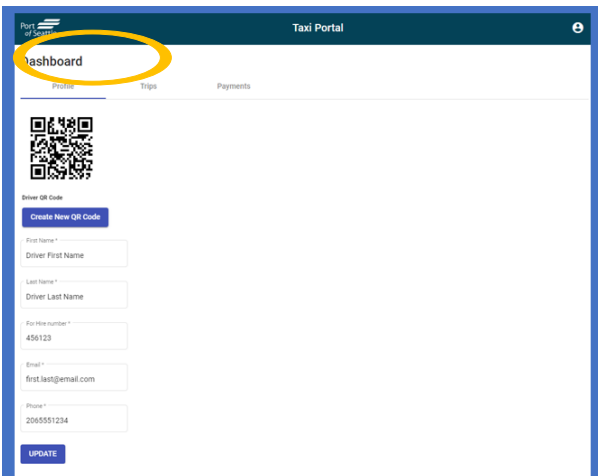 Port
of Seattle
Taxi Portal
Dashboard
Profile Trips Payments
Driver QR Code
Create New QR Code
First Name *
Driver First Name
Last Name *
Driver Last Name
For Hire number *
456123
Email *
first.last@email.com
Phone *
2065551234
UPDATE